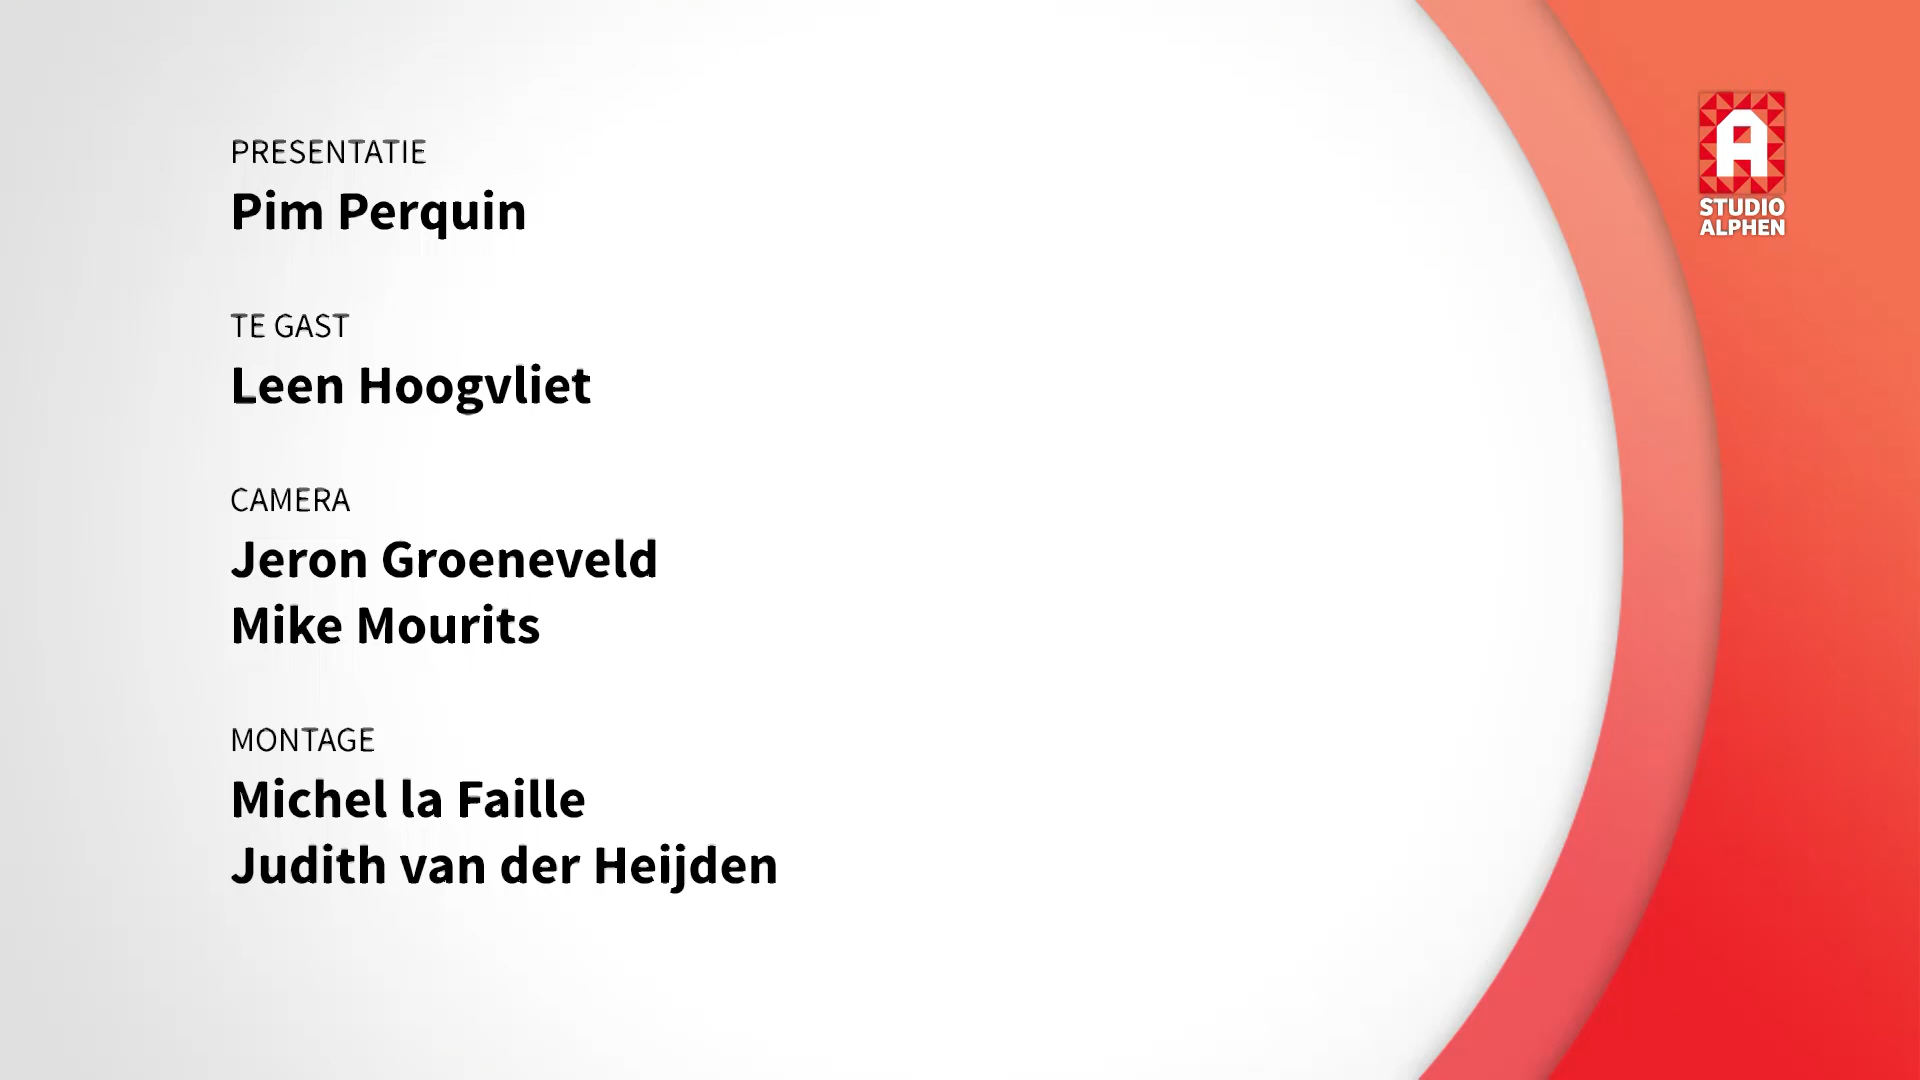 PRESENTATIE
Pim Perquin
TE GAST
Leen Hoogvliet
CAMERA
Jeron Groeneveld
Mike Mourits
MONTAGE
Michel la Faille
Judith van der Heijden
STUDIO
ALPHEN